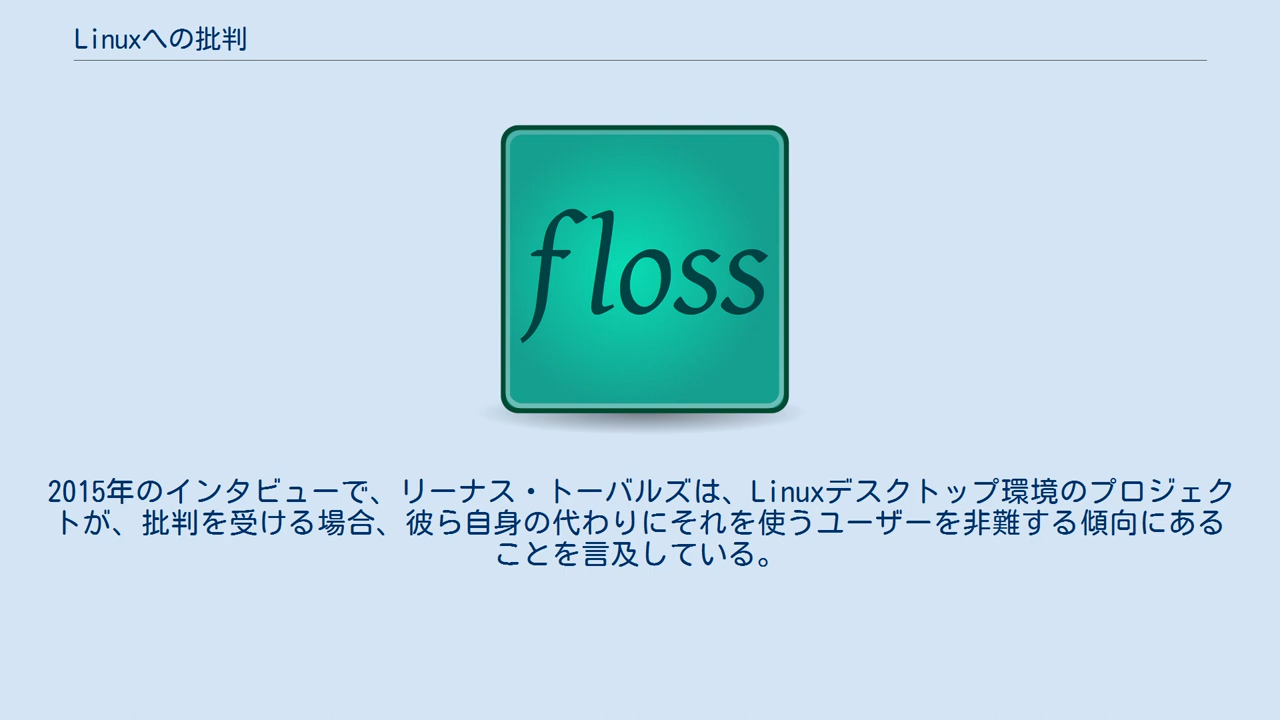 Linuxへの批判
floss
2015年のインタビューで、リーナス・トーバルズは、Linuxデスクトップ環境のプロジェク
トが、批判を受ける場合、彼ら自身の代わりにそれを使うユーザーを非難する傾向にある
ことを言及している。